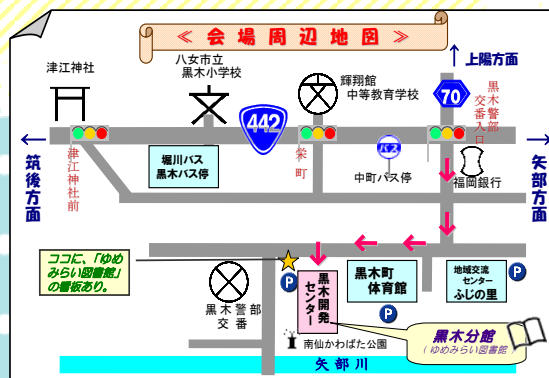 ≪会場周辺地図≫
上陽方面
津江神社
八女市立
黒木小学校
輝翔館
中等教育学校
70
黒木警部
交番入口
442
筑後方面
津江神社前
堀川バス
黒木バス停
栄町
バス
中町バス停
福岡銀行
矢部方面
ココに、「ゆめ
みらい図書館」
の看板あり。
黒木警部
交番
P
黒木開発
センター
黒木町
体育館
P
地域交流
センター
ふじの里
P
南仙かわばた公園
黒木分館
(ゆめみらい図書館)
矢部川